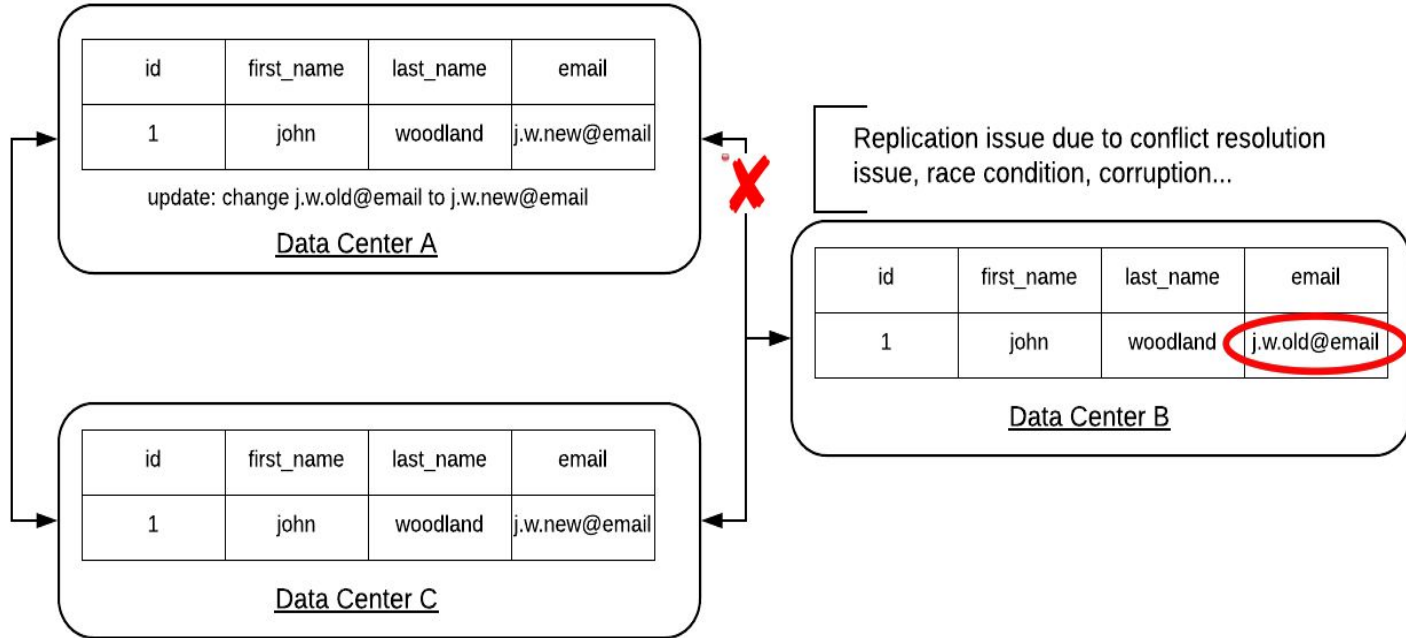 id first_name last_name email
1 john woodland j.w.new@email
update: change j.w.old@email to j.w.new@email
Data Center A
Replication issue due to conflict resolution
issue, race condition, corruption...
id first_name last_name email
1 john woodland j.w.old@email
Data Center B
id first_name last_name email
1 john woodland j.w.new@email
Data Center C